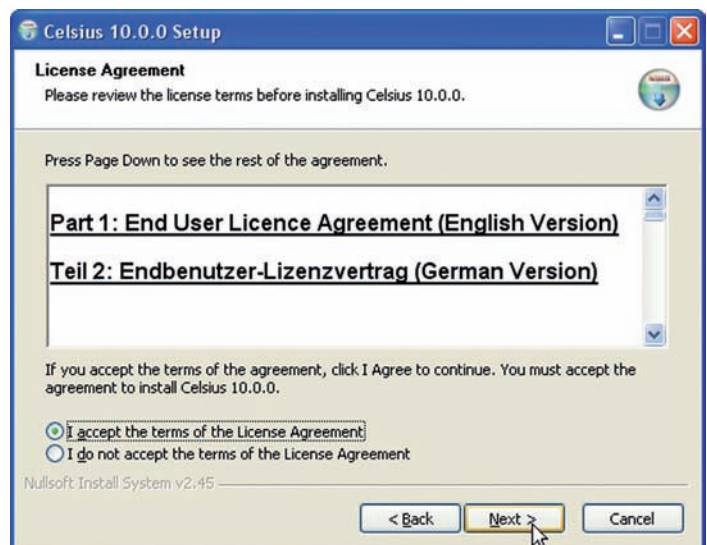 Celsius 10.0.0 Setup
License Agreement
Please review the license terms before installing Celsius 10.0.0.
Press Page Down to see the rest of the agreement.
Part 1: End User Licence Agreement (English Version)
Teil 2: Endbenutzer-Lizenzvertrag (German Version)
If you accept the terms of the agreement, click I Agree to continue. You must accept the
agreement to install Celsius 10.0.0.
I accept the terms of the License Agreement
I do not accept the terms of the License Agreement
Nullsoft Install System v2.45
< Back Next > Cancel